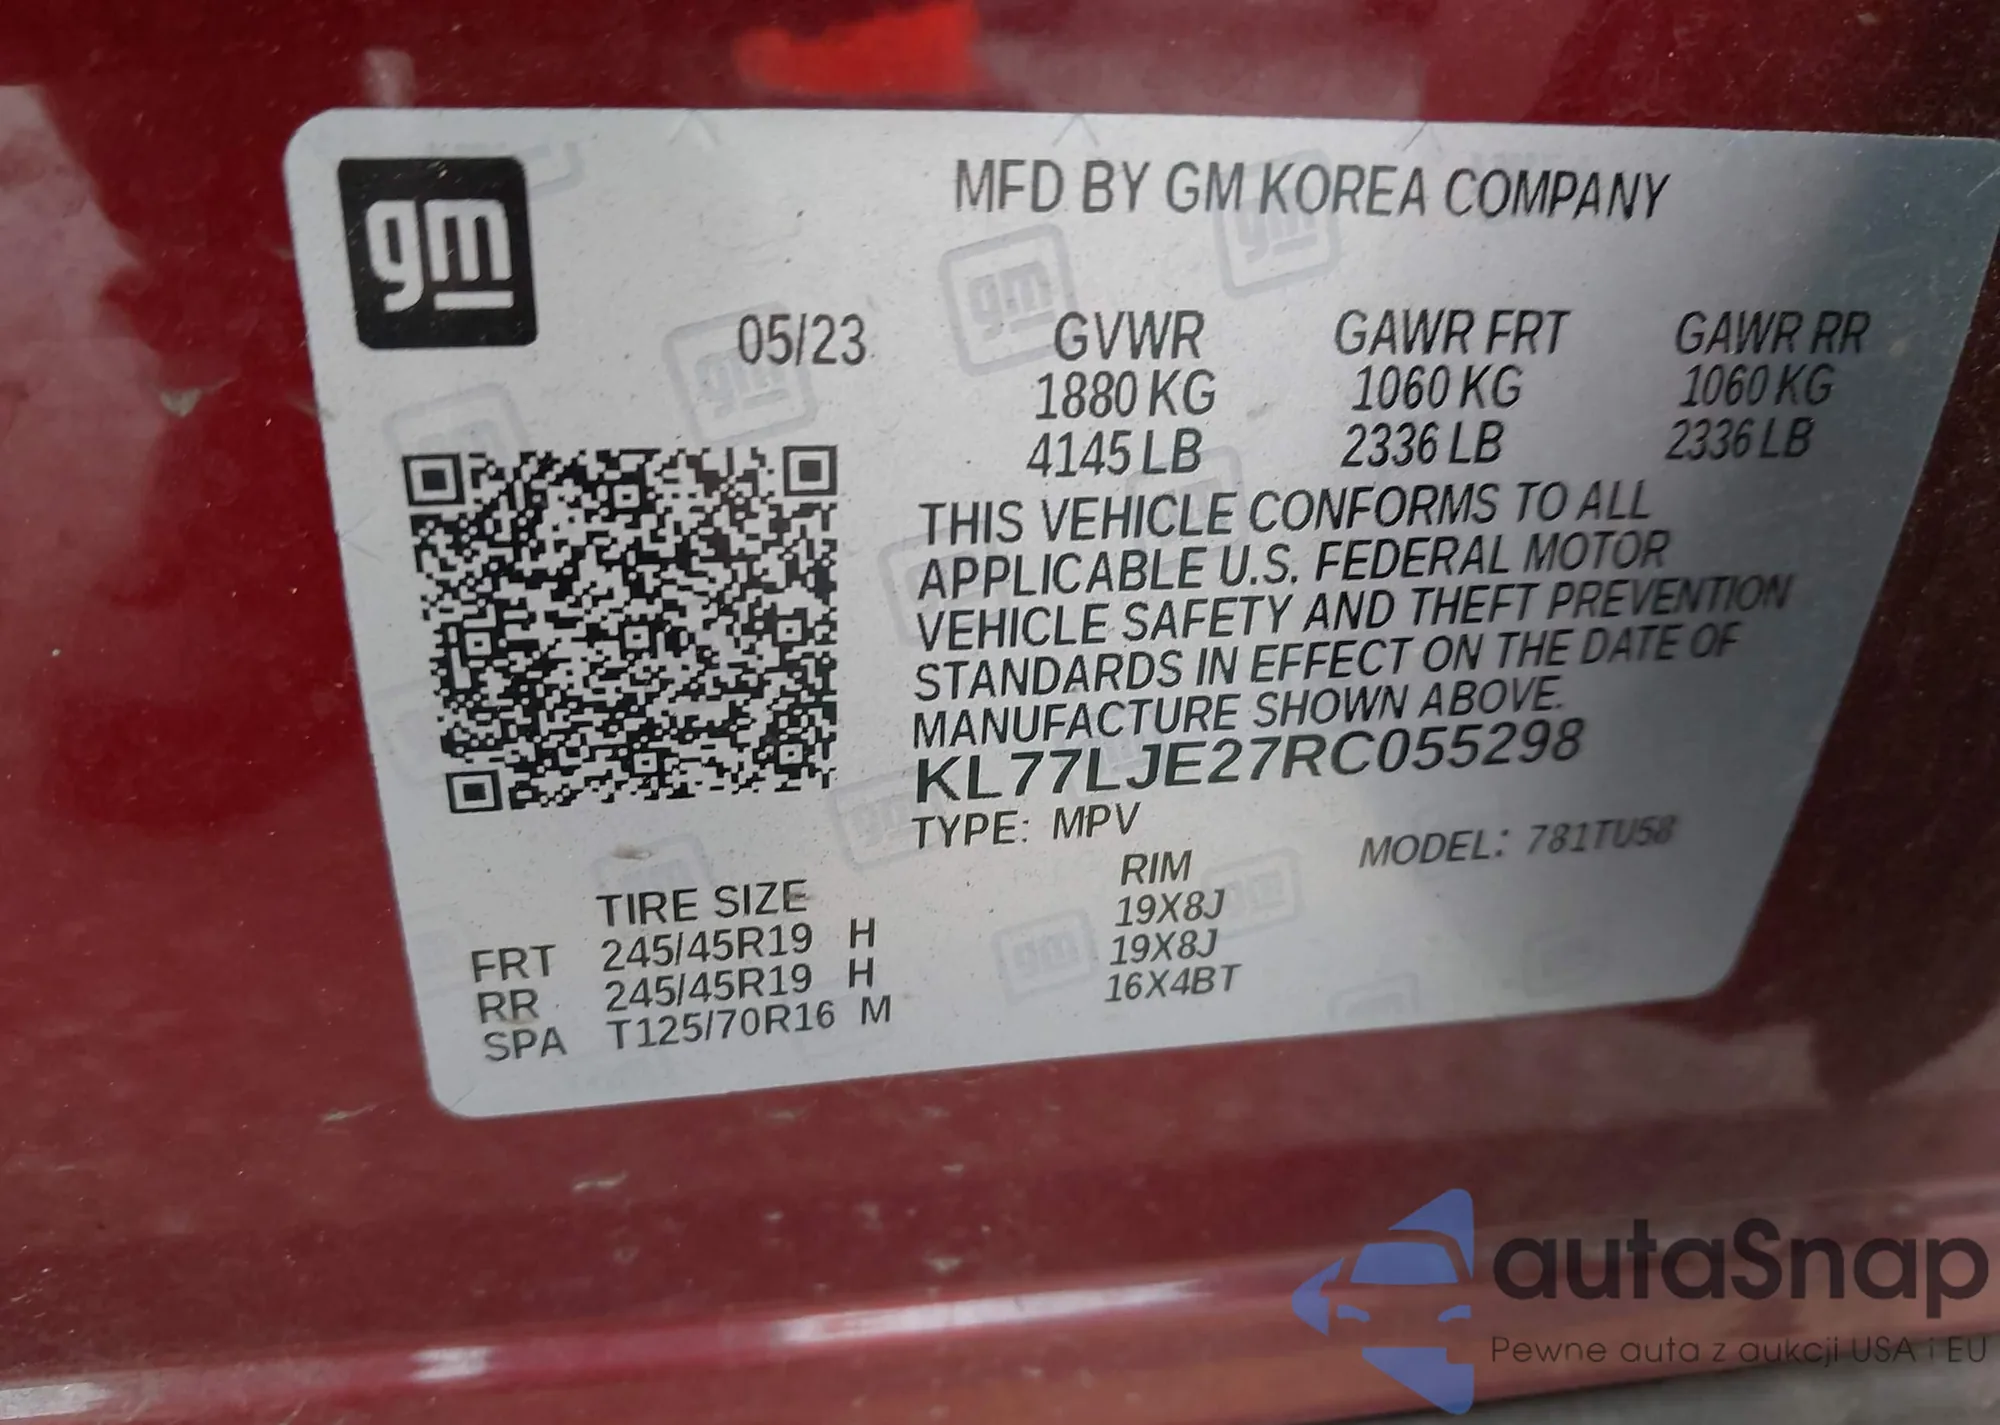 gm
MFD BY GM KOREA COMPANY
05/23
GVWR GAWR FRT GAWR RR
1880 KG 1060 KG 1060 KG
4145 LB 2336 LB 2336 LB
THIS VEHICLE CONFORMS TO ALL
APPLICABLE U.S. FEDERAL MOTOR
VEHICLE SAFETY AND THEFT PREVENTION
STANDARDS IN EFFECT ON THE DATE OF
MANUFACTURE SHOWN ABOVE.
KL77LJE27RC055298
TYPE: MPV MODEL: 781TU58
TIRE SIZE RIM
FRT 245/45R19 H 19X8J
RR 245/45R19 H 19X8J
SPA T125/70R16 M 16X4BT
autaSnap
Pewne auta z aukcji USA i EU